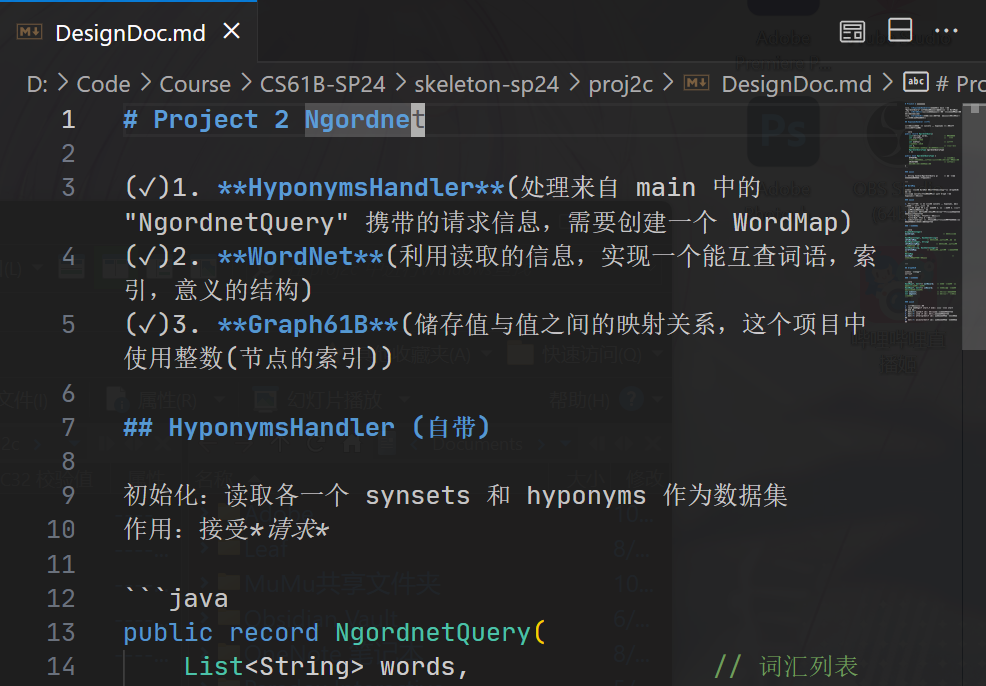 DesignDoc.md
D: > Code > Course > CS61B-SP24 > skeleton-sp24 > proj2c > DesignDoc.md > abc # Pro
1 # Project 2 Ngordnet
2
3 (✓)1. **HyponymsHandler**(处理来自 main 中的
"NgordnetQuery" 携带的请求信息，需要创建一个 WordMap)
4 (✓)2. **WordNet**(利用读取的信息，实现一个能互查词语，索
引，意义的结构)
5 (✓)3. **Graph61B**(储存值与值之间的映射关系，这个项目中
使用整数(节点的索引))
6
7 ## HyponymsHandler (自带)
8
9 初始化：读取各一个 synsets 和 hyponyms 作为数据集
10 作用：接受*请求*
11
12 ```java
13 public record NgordnetQuery(
14 List<String> words, // 词汇列表